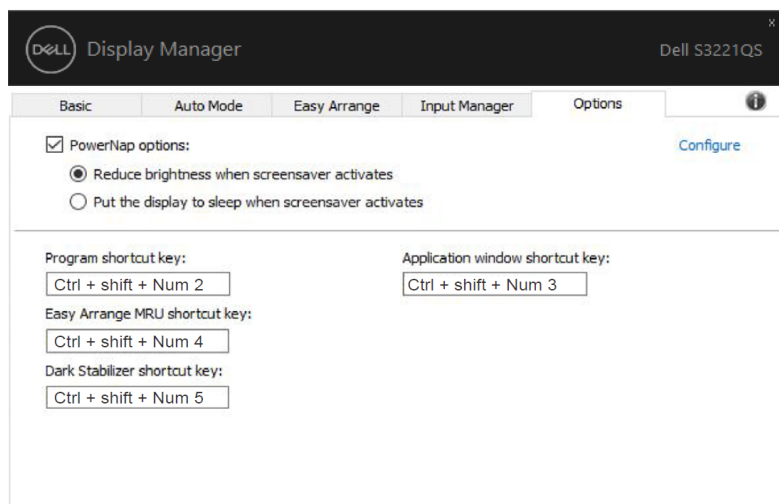 DELL Display Manager
Dell S3221QS
Basic Auto Mode Easy Arrange Input Manager Options
PowerNap options:
Configure
Reduce brightness when screensaver activates
Put the display to sleep when screensaver activates
Program shortcut key:
Application window shortcut key:
Ctrl + shift + Num 2
Ctrl + shift + Num 3
Easy Arrange MRU shortcut key:
Ctrl + shift + Num 4
Dark Stabilizer shortcut key:
Ctrl + shift + Num 5